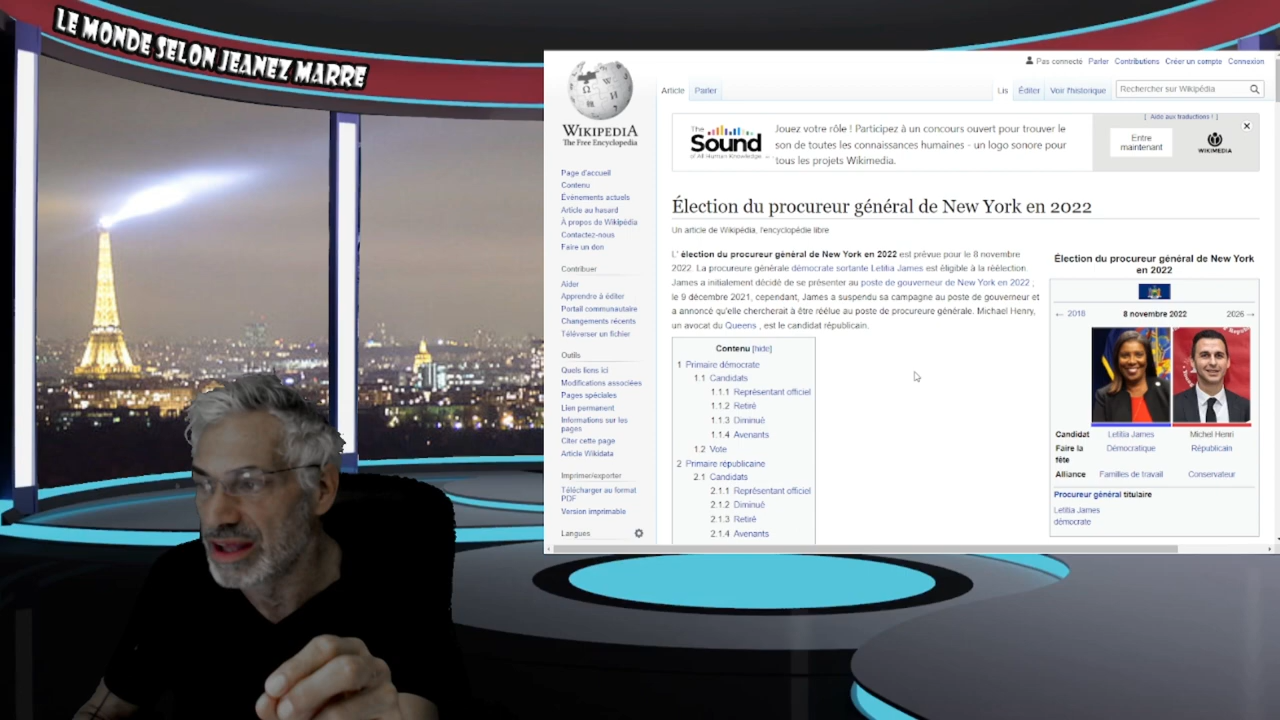 LE MONDE SELON JEANEZ MARRE
Pas connecté Parler Contributions Créer un compte Connexion
Article Parler Lis Éditer Voir l'historique Rechercher sur Wikipédia
WIKIPEDIA
The Free Encyclopedia
[ Aide aux traductions ! ]
The Sound of All Human Knowledge
Jouez votre rôle ! Participez à un concours ouvert pour trouver le
son de toutes les connaissances humaines - un logo sonore pour
tous les projets Wikimedia.
Entre
maintenant
WIKIMEDIA
Page d'accueil
Contenu
Événements actuels
Article au hasard
À propos de Wikipédia
Contactez-nous
Faire un don
Contribuer
Aider
Apprendre à éditer
Portail communautaire
Changements récents
Téléverser un fichier
Outils
Quels liens ici
Modifications associées
Pages spéciales
Lien permanent
Informations sur les
pages
Citer cette page
Article Wikidata
Imprimer/exporter
Télécharger au format
PDF
Version imprimable
Langues
Élection du procureur général de New York en 2022
Un article de Wikipédia, l'encyclopédie libre
L' élection du procureur général de New York en 2022 est prévue pour le 8 novembre
2022. La procureure générale démocrate sortante Letitia James est éligible à la réélection.
James a initialement décidé de se présenter au poste de gouverneur de New York en 2022 ;
le 9 décembre 2021, cependant, James a suspendu sa campagne au poste de gouverneur et
a annoncé qu'elle chercherait à être réélue au poste de procureure générale. Michael Henry,
un avocat du Queens , est le candidat républicain.
Contenu [hide]
1 Primaire démocrate
1.1 Candidats
1.1.1 Représentant officiel
1.1.2 Retiré
1.1.3 Diminué
1.1.4 Avenants
1.2 Vote
2 Primaire républicaine
2.1 Candidats
2.1.1 Représentant officiel
2.1.2 Diminué
2.1.3 Retiré
2.1.4 Avenants
Élection du procureur général de New York
en 2022
← 2018 8 novembre 2022 2026 →
Candidat Letitia James Michel Henri
Faire la Démocratique Républicain
fête
Alliance Familles de travail Conservateur
Procureur général titulaire
Letitia James
démocrate